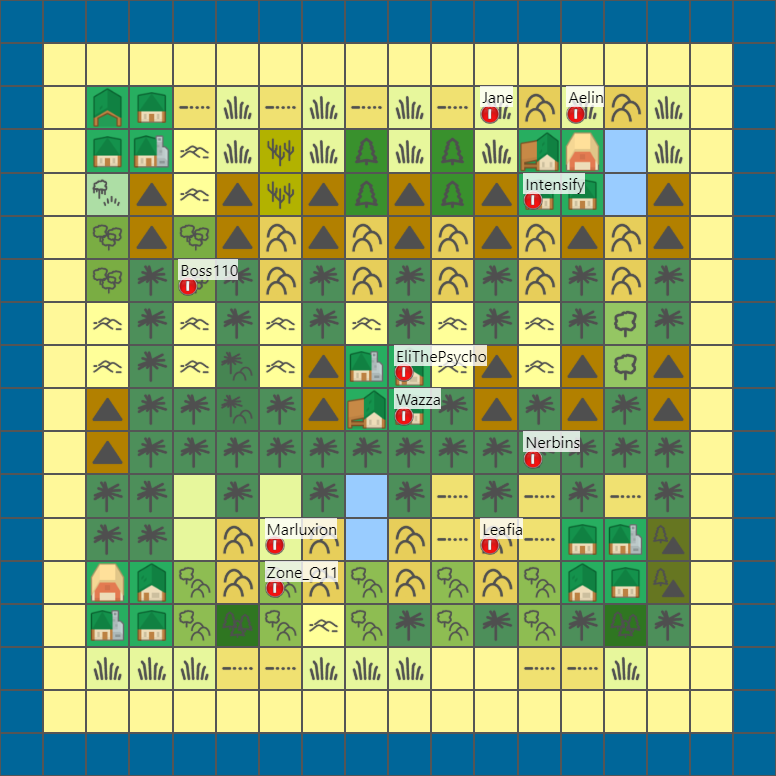 Jane
Aelin
Intensify
Boss110
EliThePsycho
Wazza
Nerbins
Marluxion
Leafia
Zone_Q11